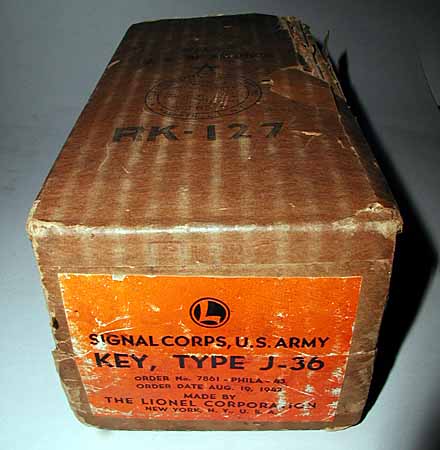 RK-127
L
SIGNAL CORPS, U.S. ARMY
KEY, TYPE J-36
ORDER No. 7861-PHILA-43
ORDER DATE AUG. 19, 1942
MADE BY
THE LIONEL CORPORATION
NEW YORK, N. Y., U. S. A.